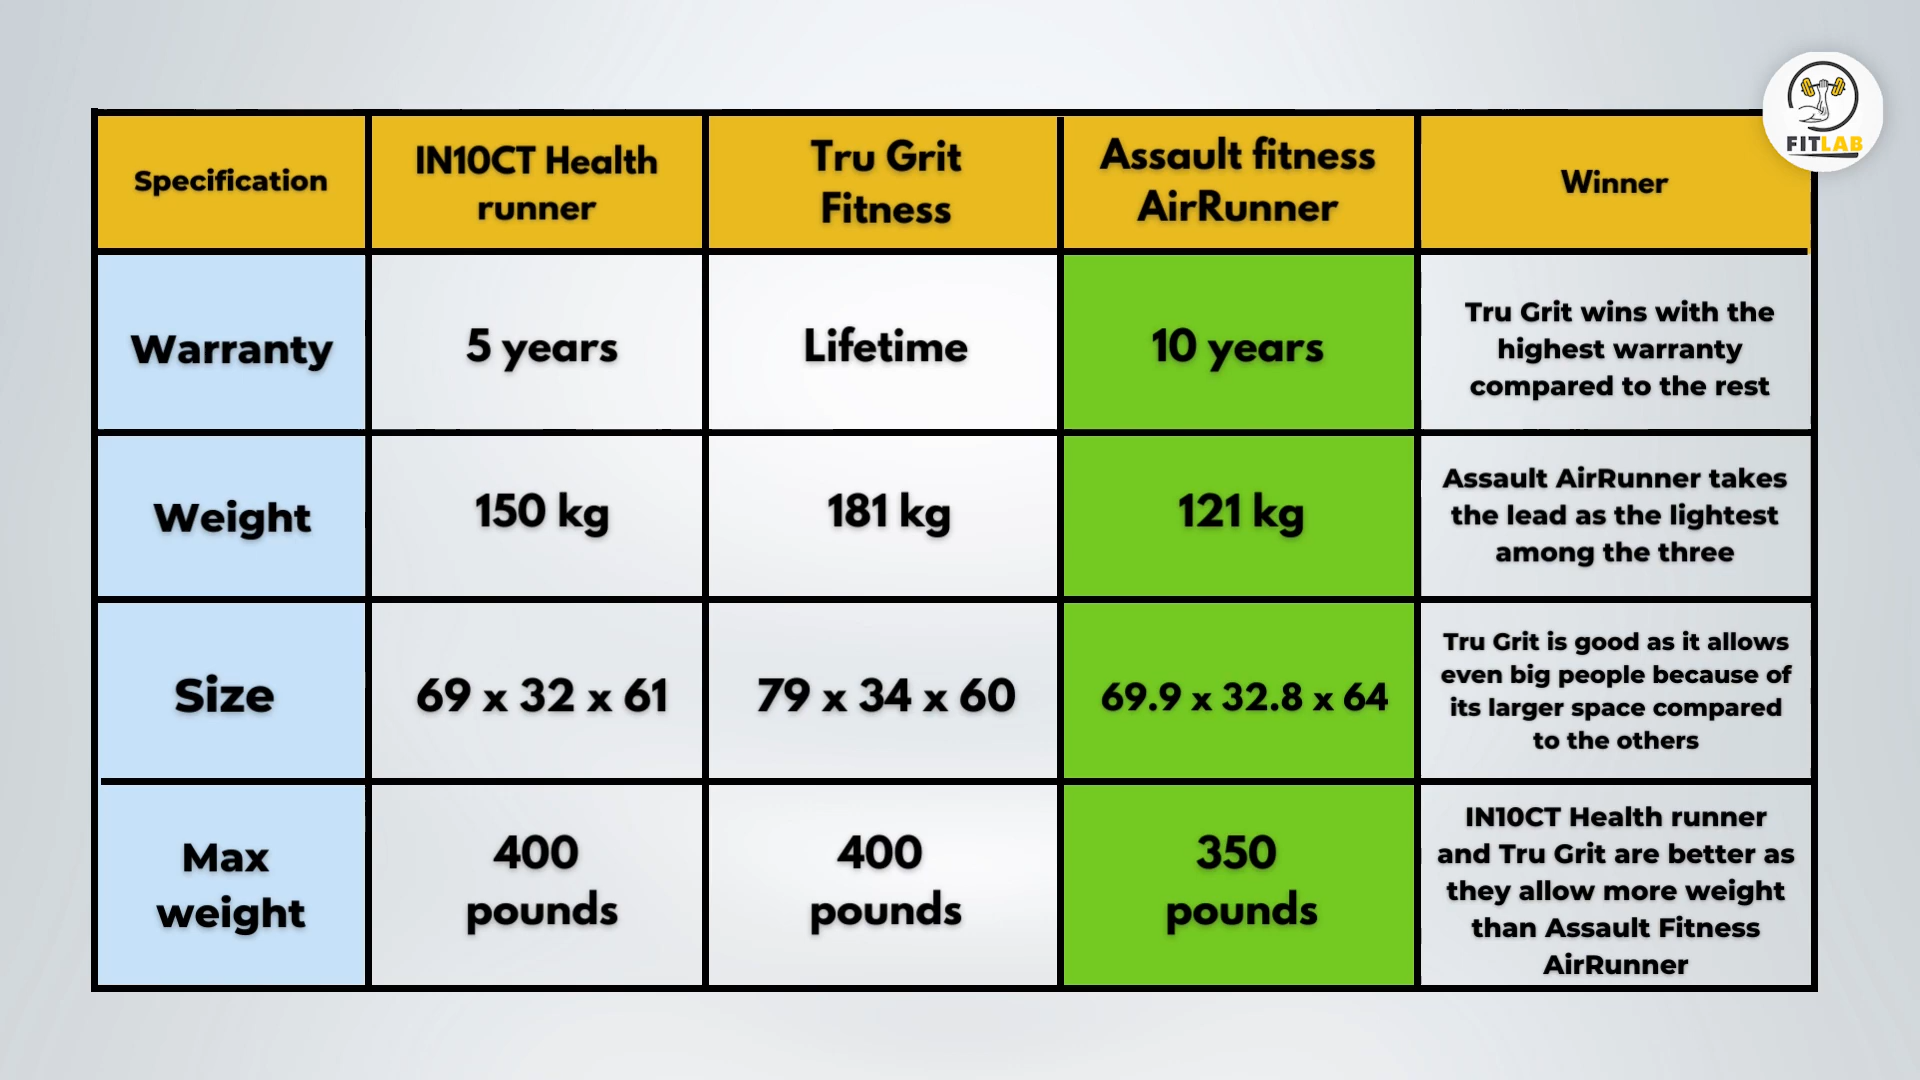 FITLAB
Specification
IN10CT Health
runner
Tru Grit
Fitness
Assault fitness
AirRunner
Winner
Warranty
5 years
Lifetime
10 years
Tru Grit wins with the
highest warranty
compared to the rest
Weight
150 kg
181 kg
121 kg
Assault AirRunner takes
the lead as the lightest
among the three
Size
69 x 32 x 61
79 x 34 x 60
69.9 x 32.8 x 64
Tru Grit is good as it allows
even big people because of
its larger space compared
to the others
Max
weight
400
pounds
400
pounds
350
pounds
IN10CT Health runner
and Tru Grit are better as
they allow more weight
than Assault Fitness
AirRunner